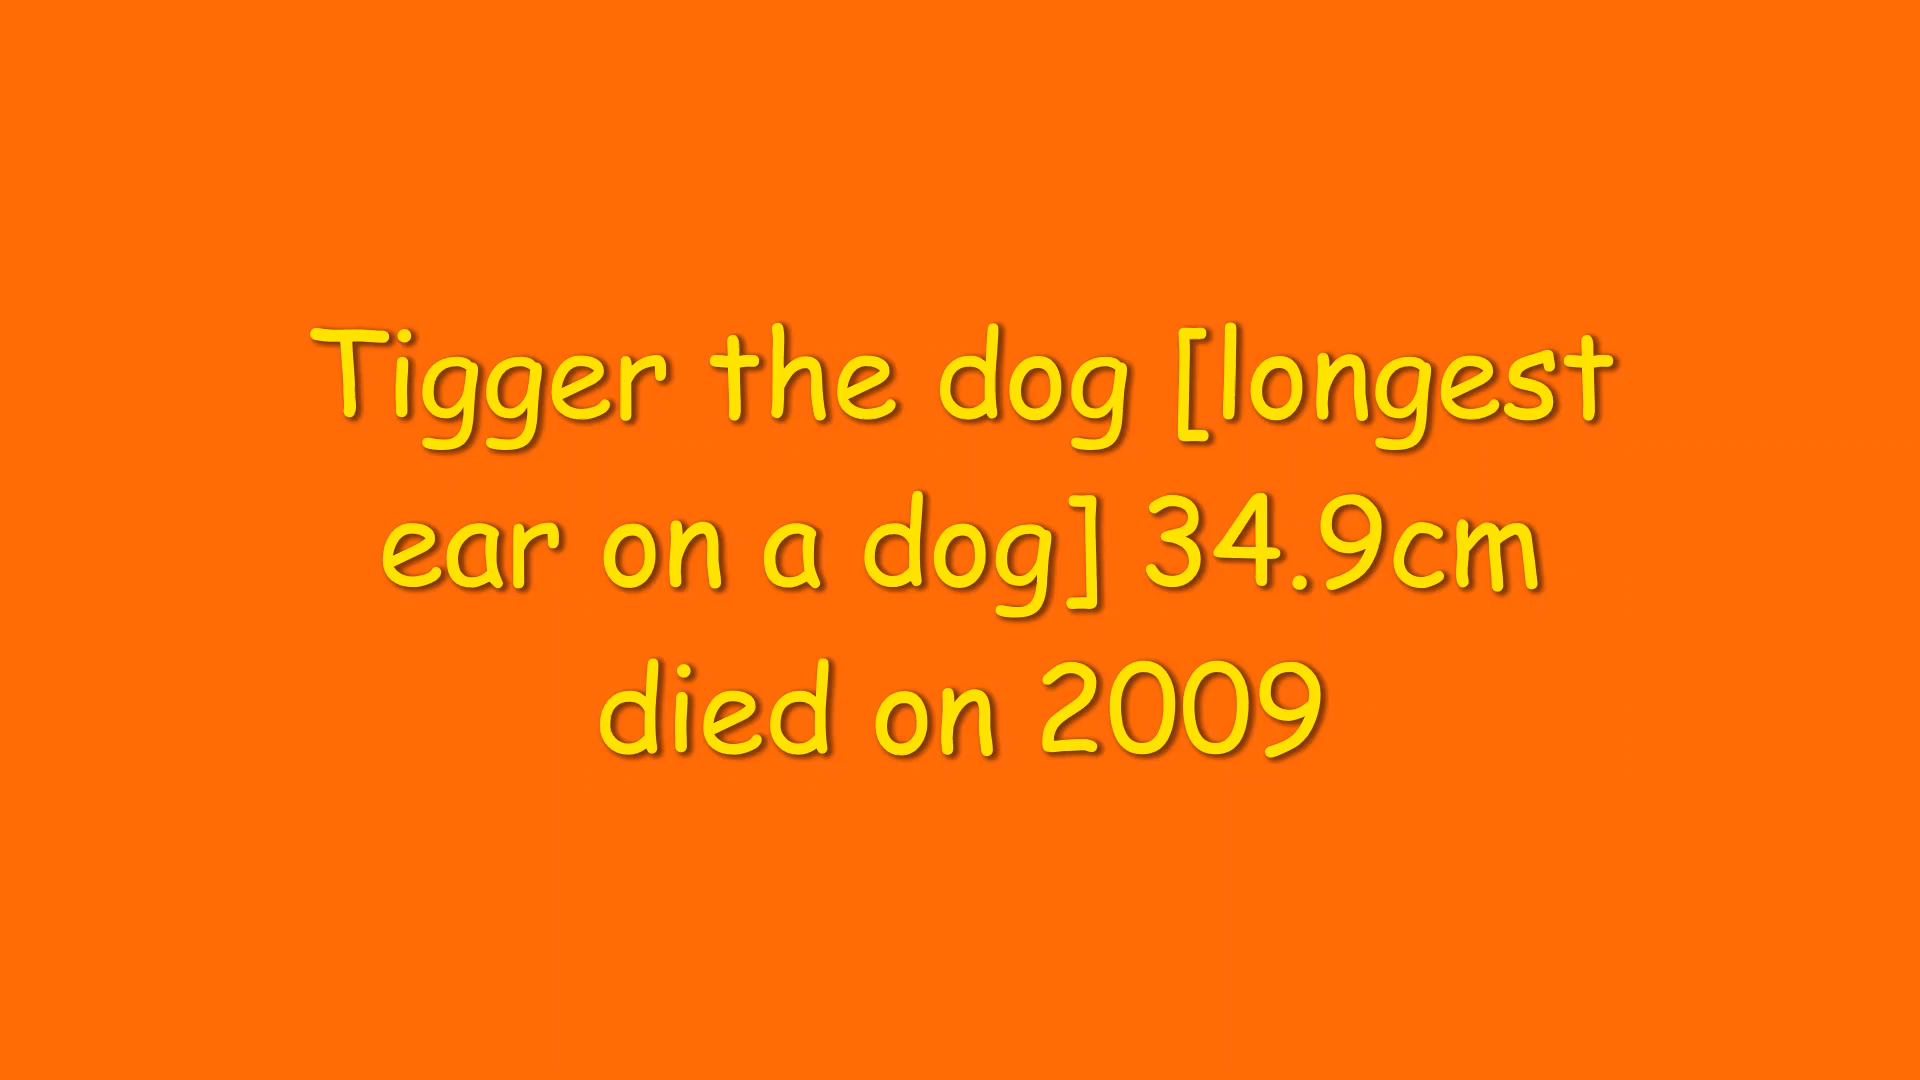 Tigger the dog [longest
ear on a dog] 34.9cm
died on 2009